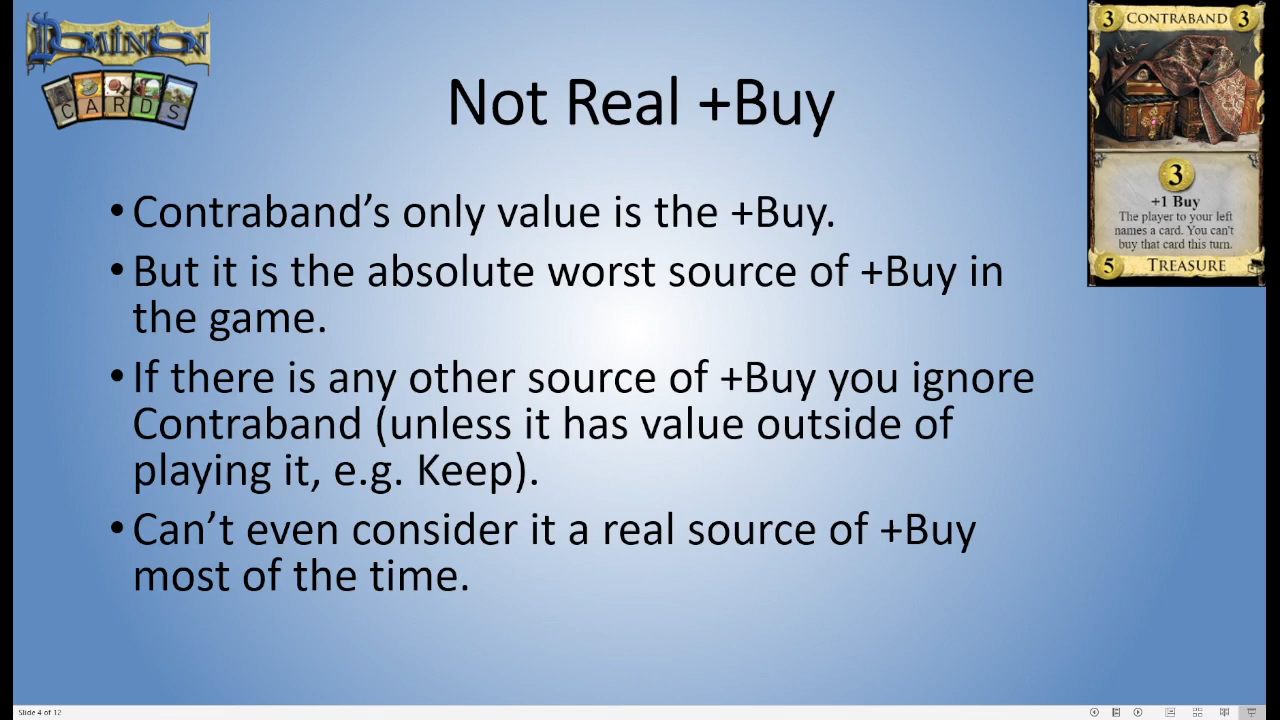 DOMINION
CARDS
Not Real +Buy
• Contraband’s only value is the +Buy.
• But it is the absolute worst source of +Buy in
the game.
• If there is any other source of +Buy you ignore
Contraband (unless it has value outside of
playing it, e.g. Keep).
• Can’t even consider it a real source of +Buy
most of the time.
3 CONTRABAND 3
3
+1 Buy
The player to your left
names a card. You can't
buy that card this turn.
5 TREASURE
Slide 4 of 12